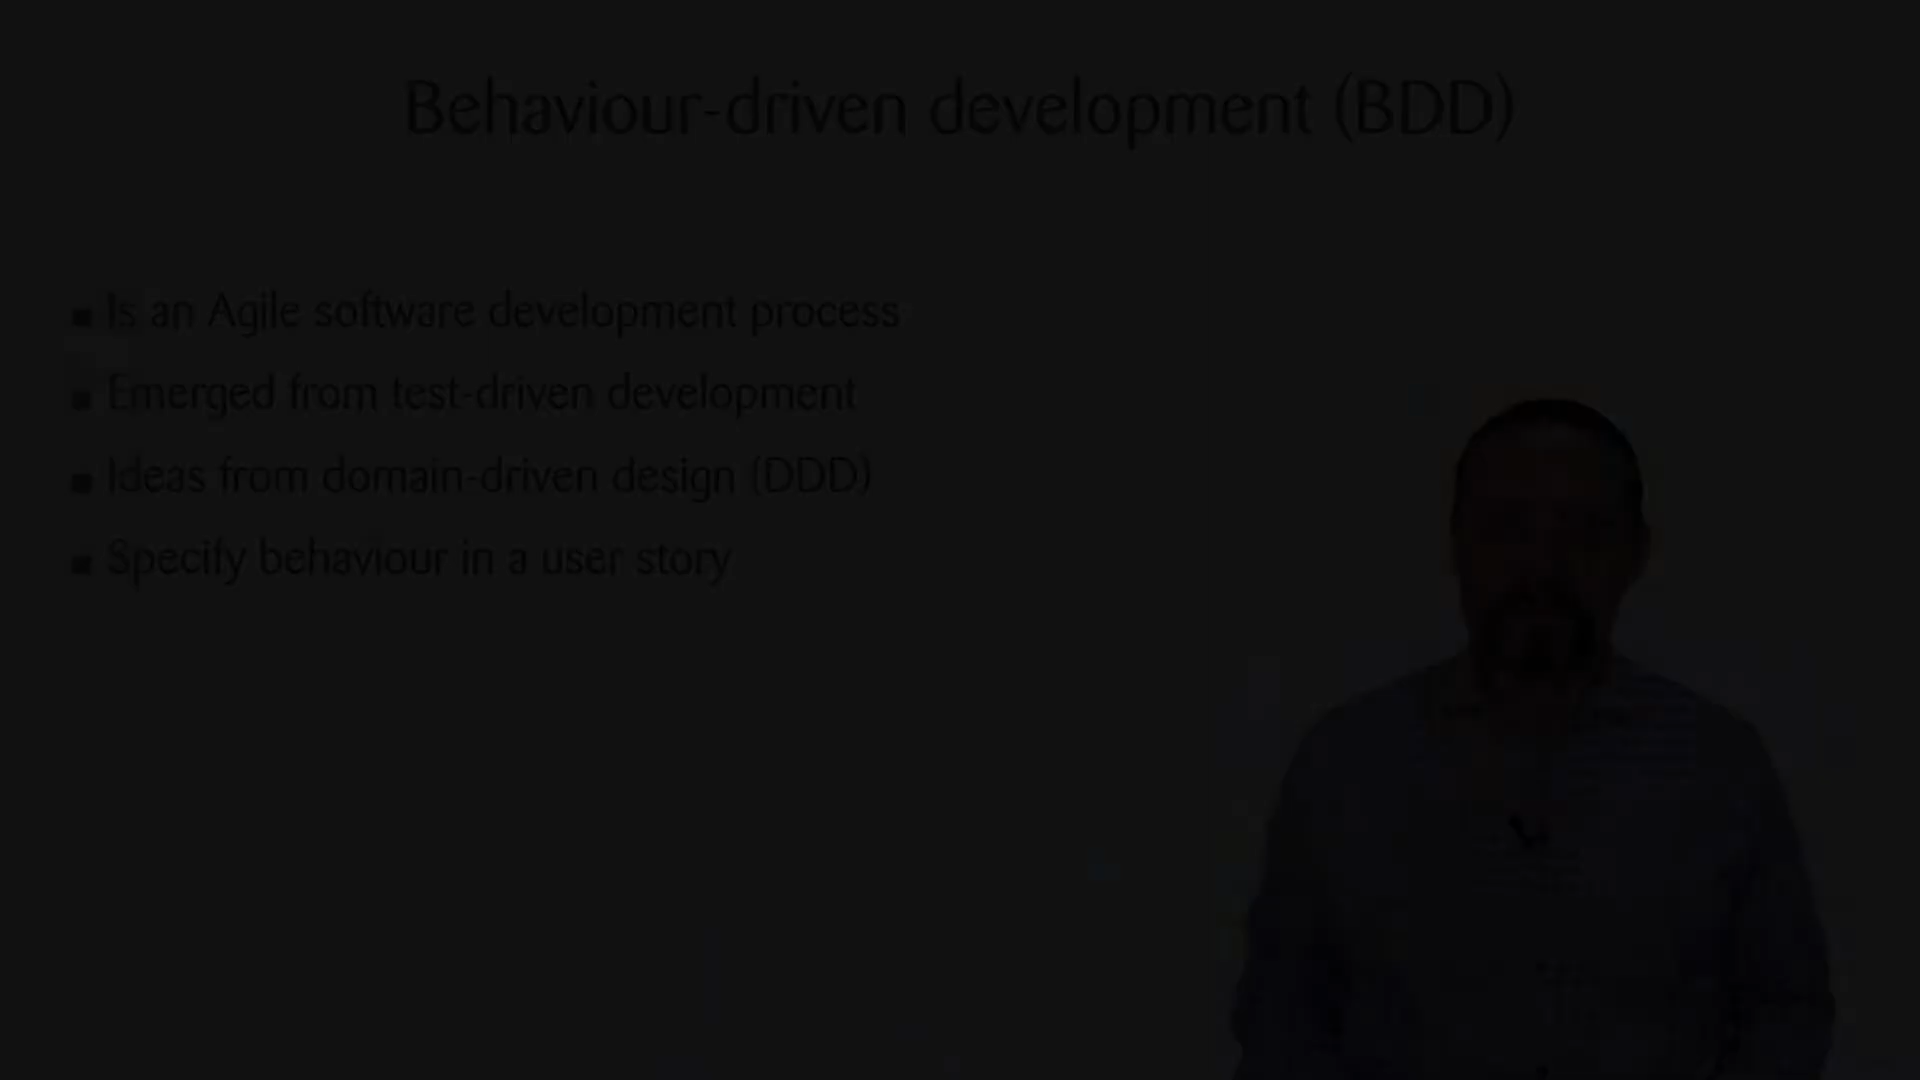 Behaviour-driven development (BDD)
Is an Agile software development process
Emerged from test-driven development
Ideas from domain-driven design (DDD)
Specify behaviour in a user story